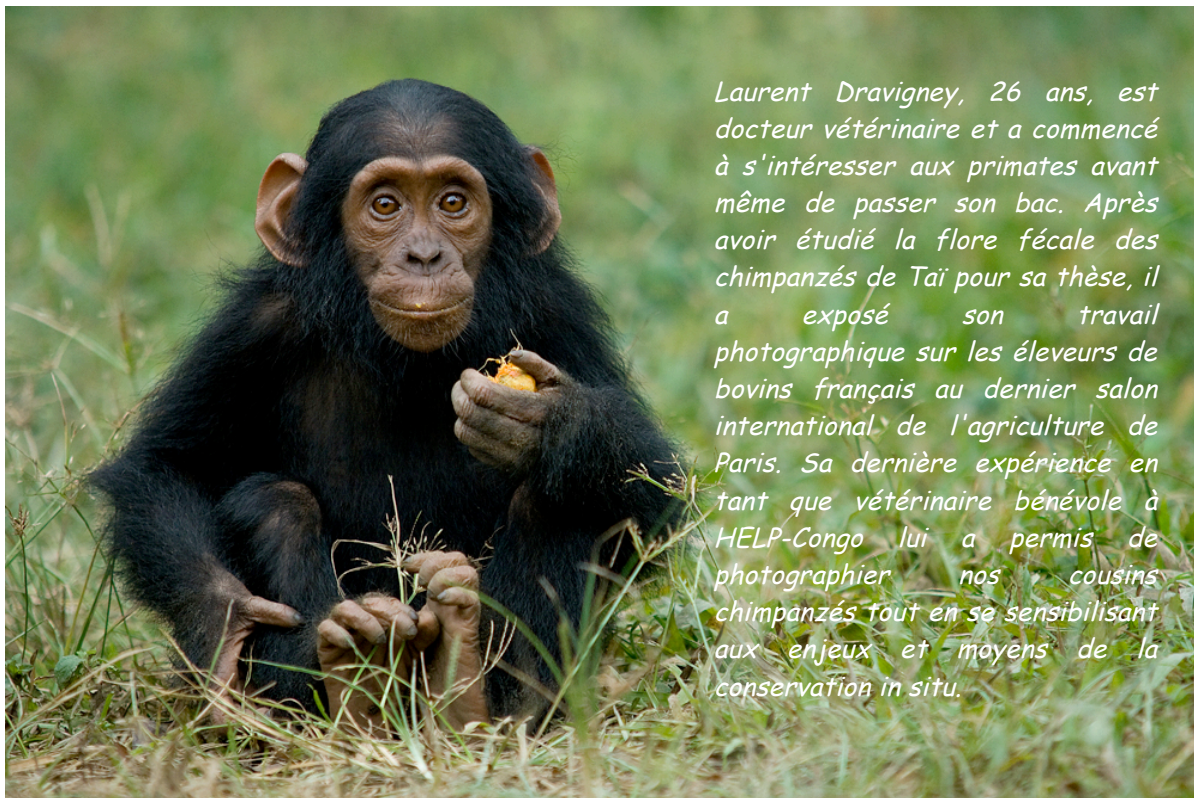 Laurent Dravigney, 26 ans, est
docteur vétérinaire et a commencé
à s'intéresser aux primates avant
même de passer son bac. Après
avoir étudié la flore fécale des
chimpanzés de Taï pour sa thèse, il
a exposé son travail
photographique sur les éleveurs de
bovins français au dernier salon
international de l'agriculture de
Paris. Sa dernière expérience en
tant que vétérinaire bénévole à
HELP-Congo lui a permis de
photographier nos cousins
chimpanzés tout en se sensibilisant
aux enjeux et moyens de la
conservation in situ.